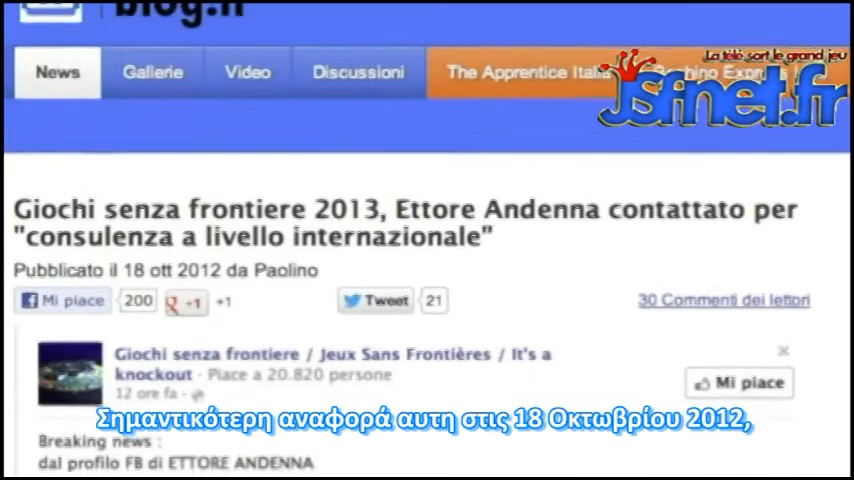 blog.it
News Gallerie Video Discussioni The Apprentice Italia
La télé sort le grand jeu
Jsfnet.fr
Giochi senza frontiere 2013, Ettore Andenna contattato per
"consulenza a livello internazionale"
Pubblicato il 18 ott 2012 da Paolino
Mi piace 200 +1 +1 Tweet 21 30 Commenti dei lettori
Giochi senza frontiere / Jeux Sans Frontières / It's a
knockout · Piace a 20.820 persone
Mi piace
12 ore fa ·
Σημαντικότερη αναφορά αυτη στις 18 Οκτωβρίου 2012,
Breaking news :
dal profilo FB di ETTORE ANDENNA